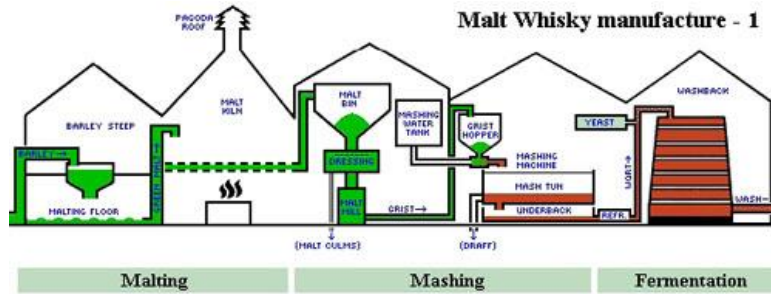 Malt Whisky manufacture - 1
PAGODA
ROOF
BARLEY STEEP
BARLEY→
MALTING FLOOR
GREEN MALT→
MALT
KILN
MALT
BIN
DRESSING
MALT
MILL
(MALT CULMS)
GRIST→
MASHING
WATER
TANK
GRIST
HOPPER
MASHING
MACHINE
MASH TUN
UNDERBACK
(DRAFF)
REFR.
WORT→
YEAST
WASHBACK
WASH→
Malting
Mashing
Fermentation